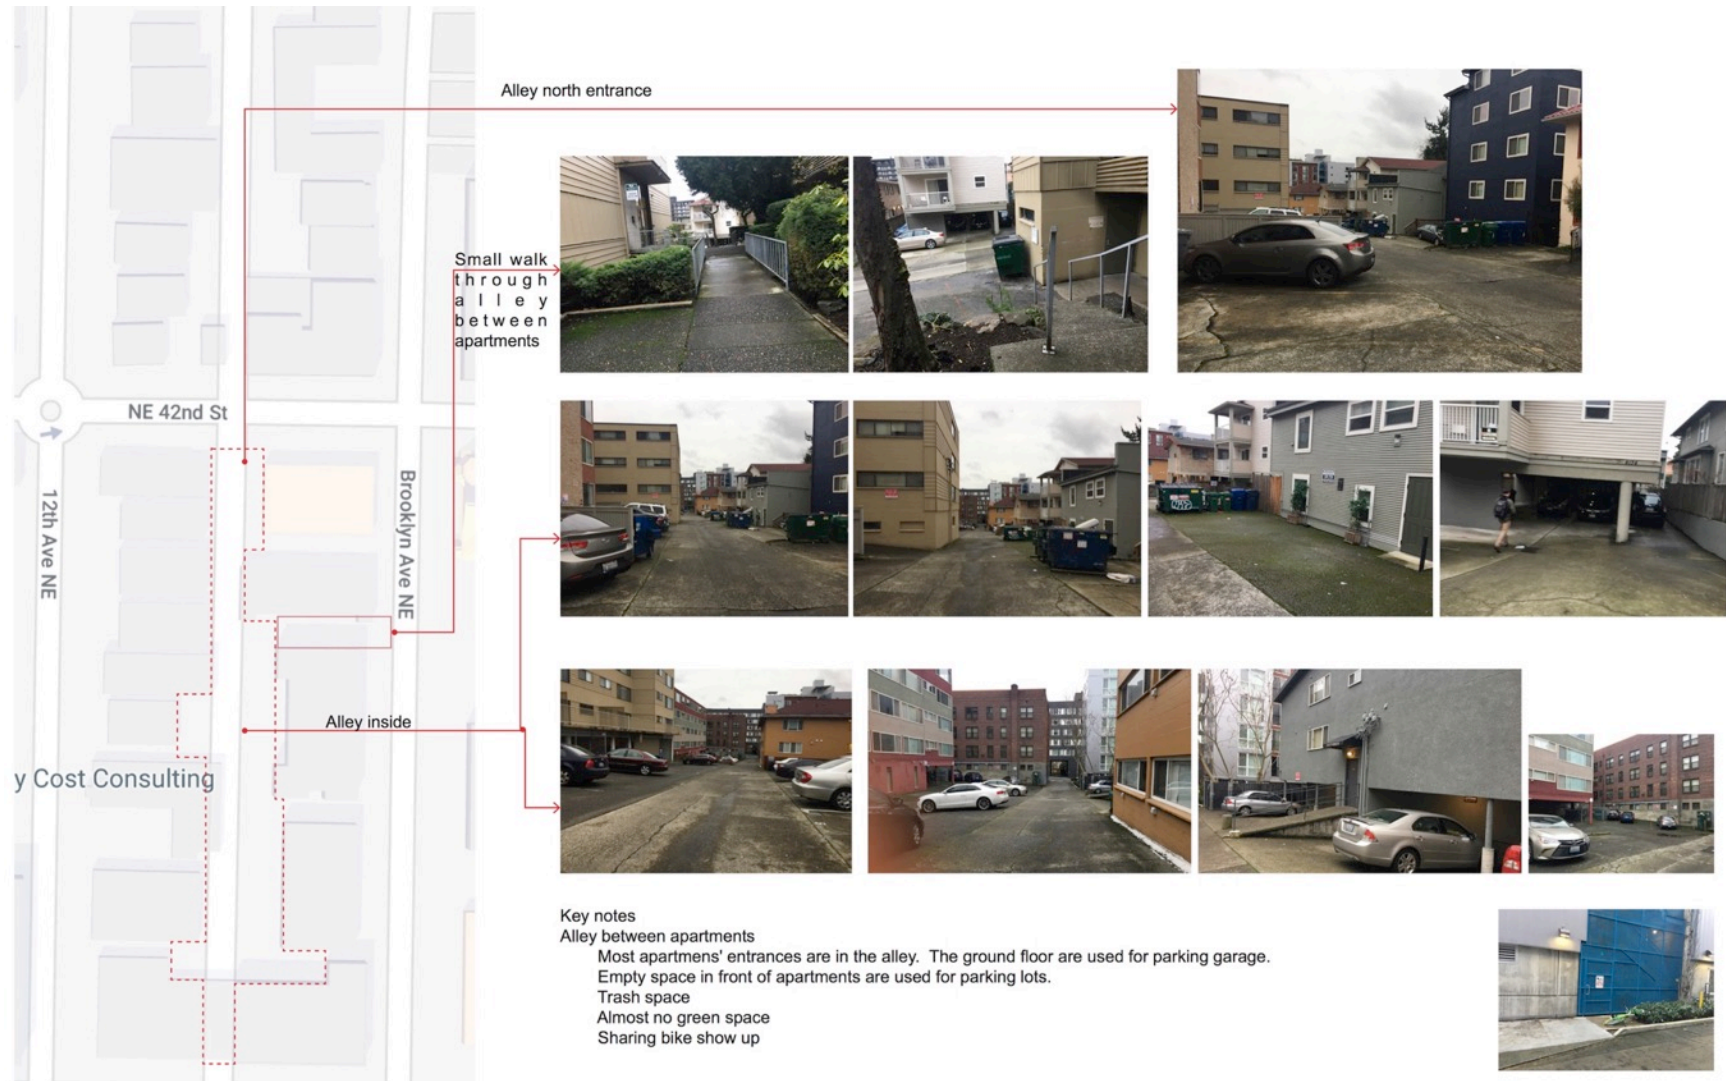 Alley north entrance
Small walk
through
alley
between
apartments
NE 42nd St
12th Ave NE
Brooklyn Ave NE
Alley inside
y Cost Consulting
Key notes
Alley between apartments
Most apartmens' entrances are in the alley. The ground floor are used for parking garage.
Empty space in front of apartments are used for parking lots.
Trash space
Almost no green space
Sharing bike show up